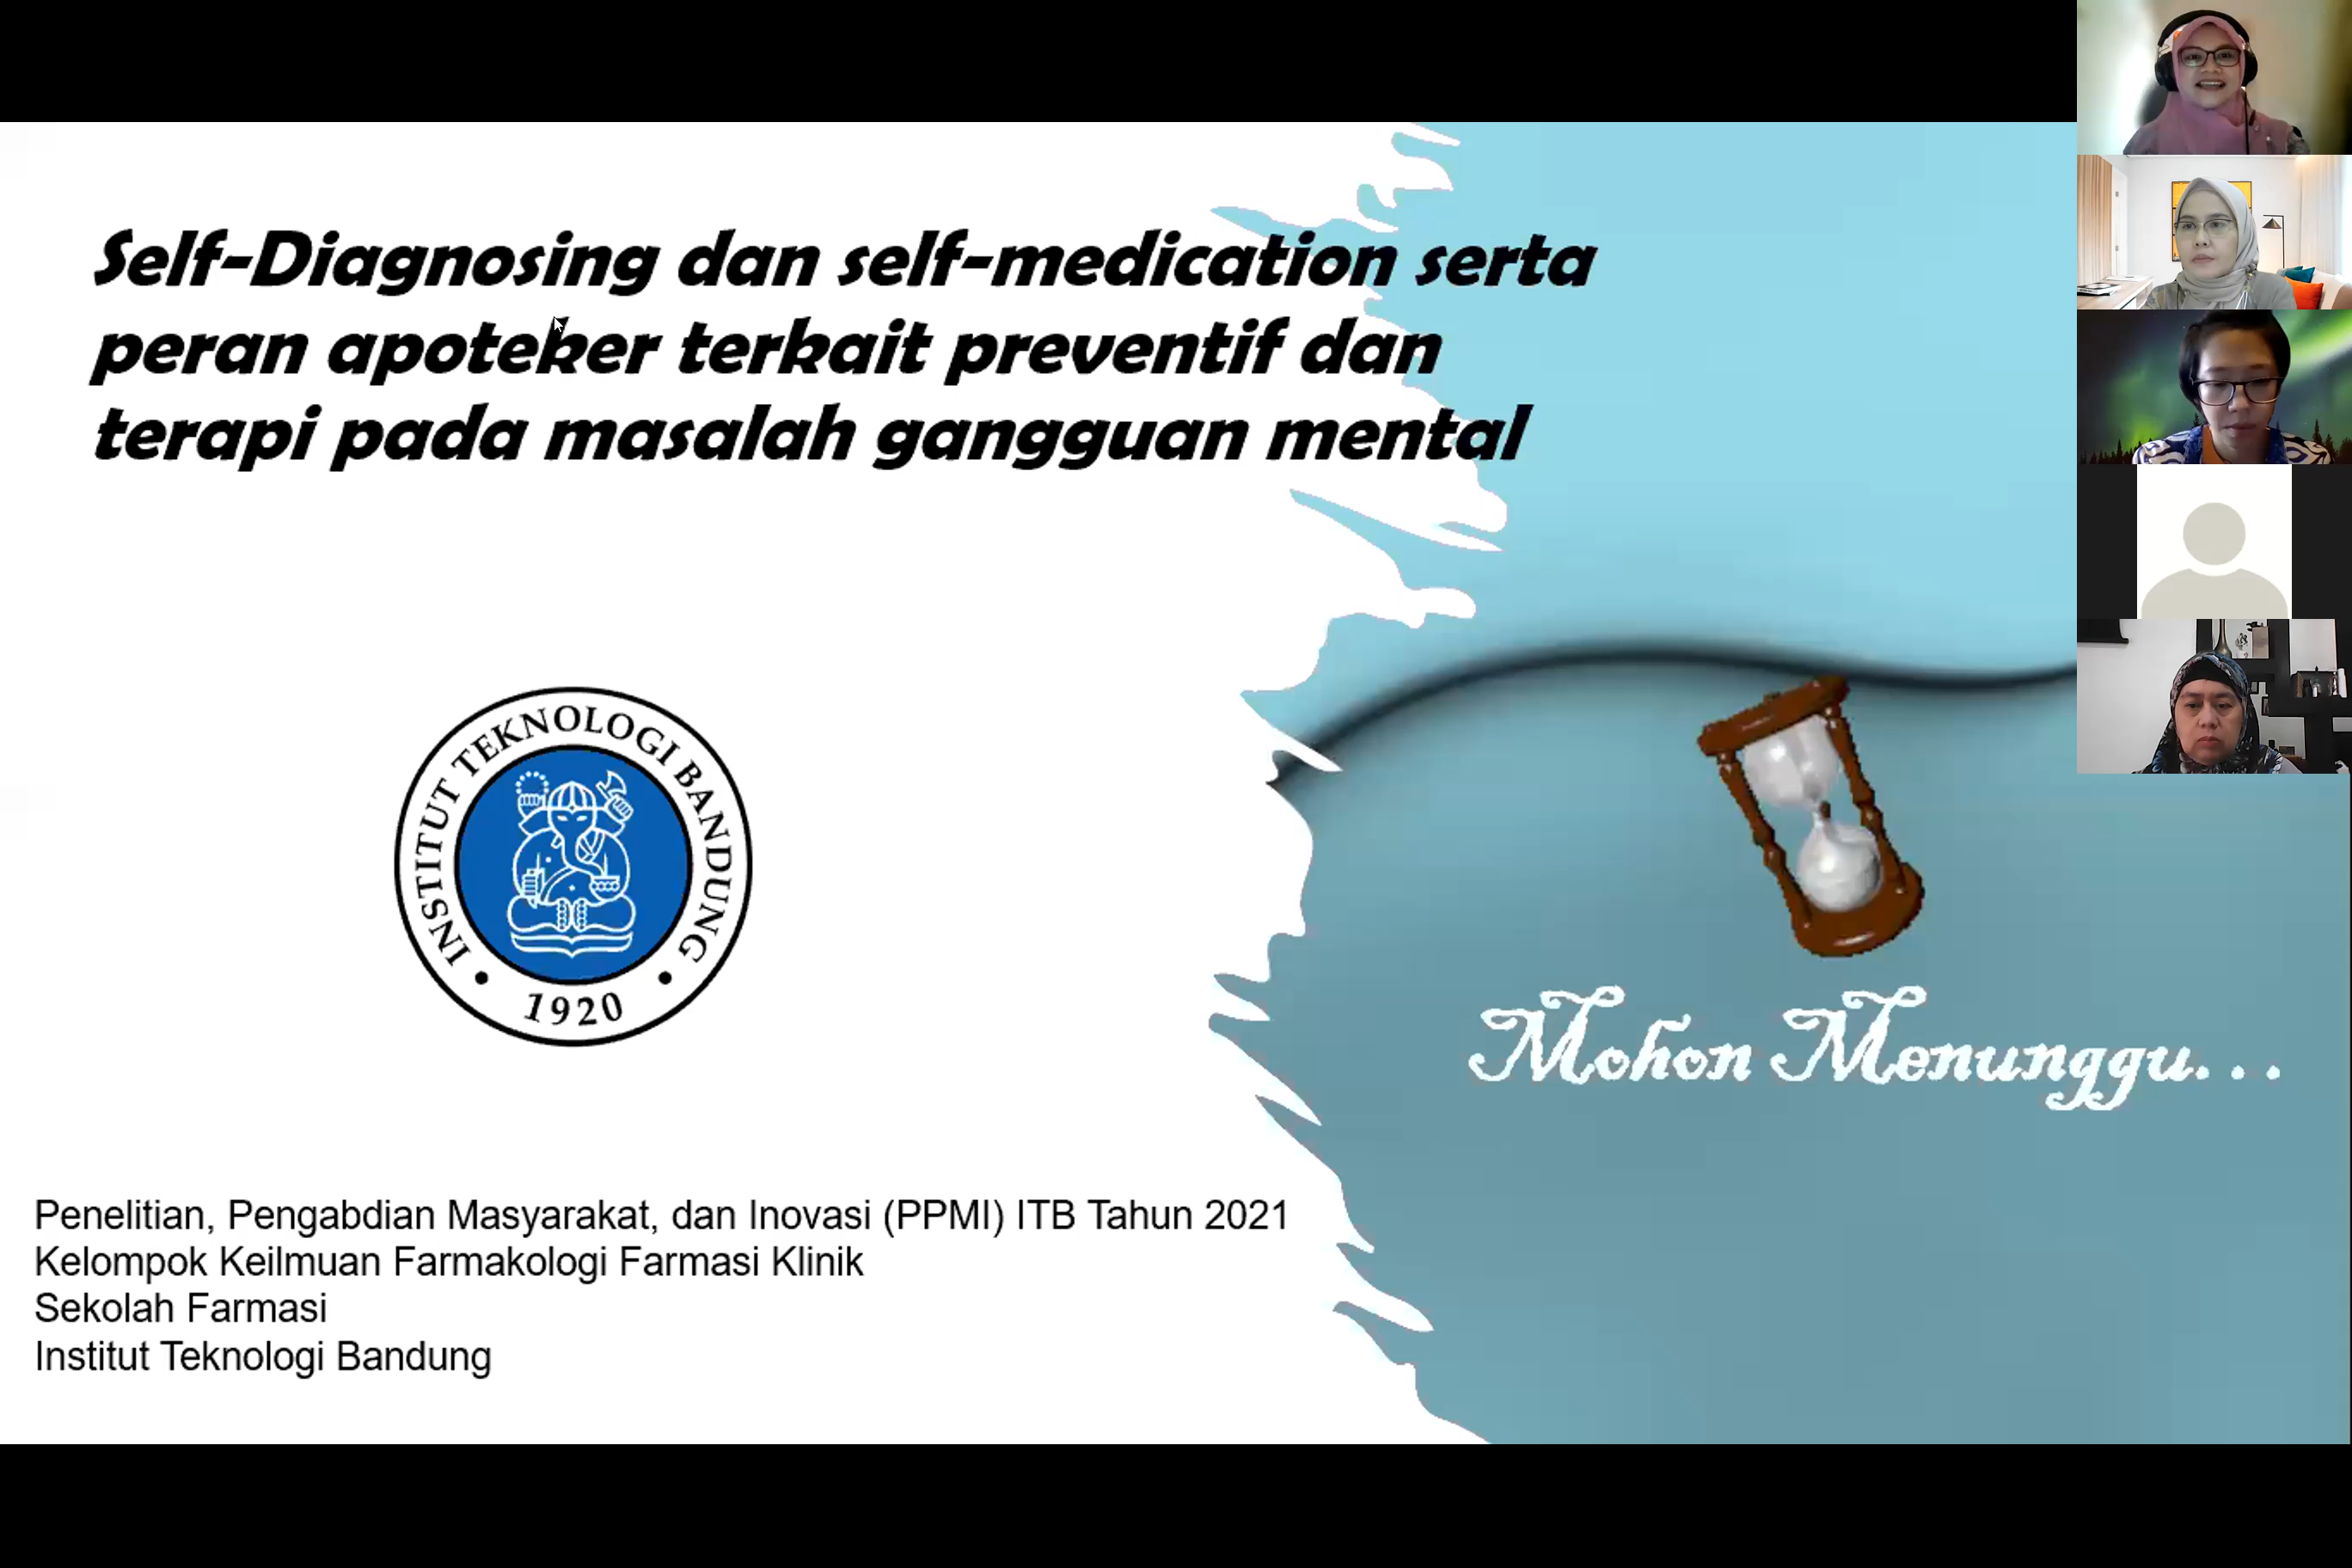 Self-Diagnosing dan self-medication serta
peran apoteker terkait preventif dan
terapi pada masalah gangguan mental
INSTITUT TEKNOLOGI BANDUNG
• 1920 •
Mohon Menunggu...
Penelitian, Pengabdian Masyarakat, dan Inovasi (PPMI) ITB Tahun 2021
Kelompok Keilmuan Farmakologi Farmasi Klinik
Sekolah Farmasi
Institut Teknologi Bandung